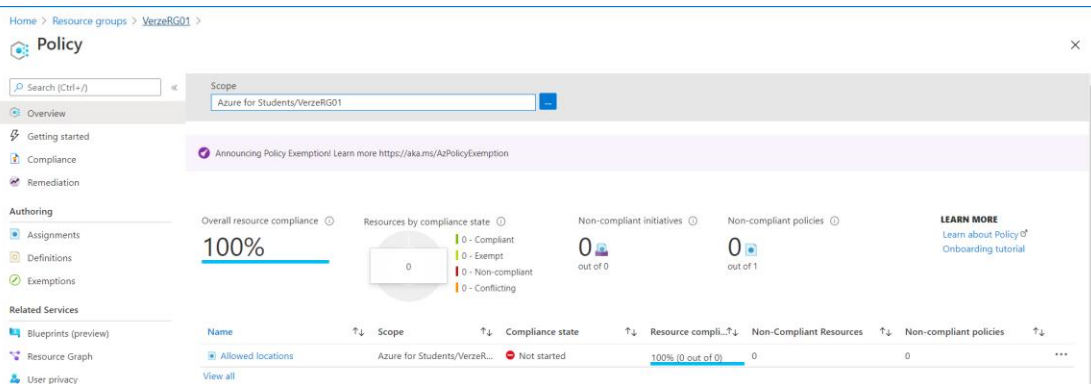 Home > Resource groups > VerzeRG01 >
Policy
Search (Ctrl+/)
Overview
Getting started
Compliance
Remediation
Authoring
Assignments
Definitions
Exemptions
Related Services
Blueprints (preview)
Resource Graph
User privacy
Scope
Azure for Students/VerzeRG01
...
Announcing Policy Exemption! Learn more https://aka.ms/AzPolicyExemption
Overall resource compliance
100%
Resources by compliance state
0
0 - Compliant
0 - Exempt
0 - Non-compliant
0 - Conflicting
Non-compliant initiatives
0
out of 0
Non-compliant policies
0
out of 1
LEARN MORE
Learn about Policy
Onboarding tutorial
Name Scope Compliance state Resource compli... Non-Compliant Resources Non-compliant policies
Allowed locations Azure for Students/VerzeR... Not started 100% (0 out of 0) 0 0 ...
View all